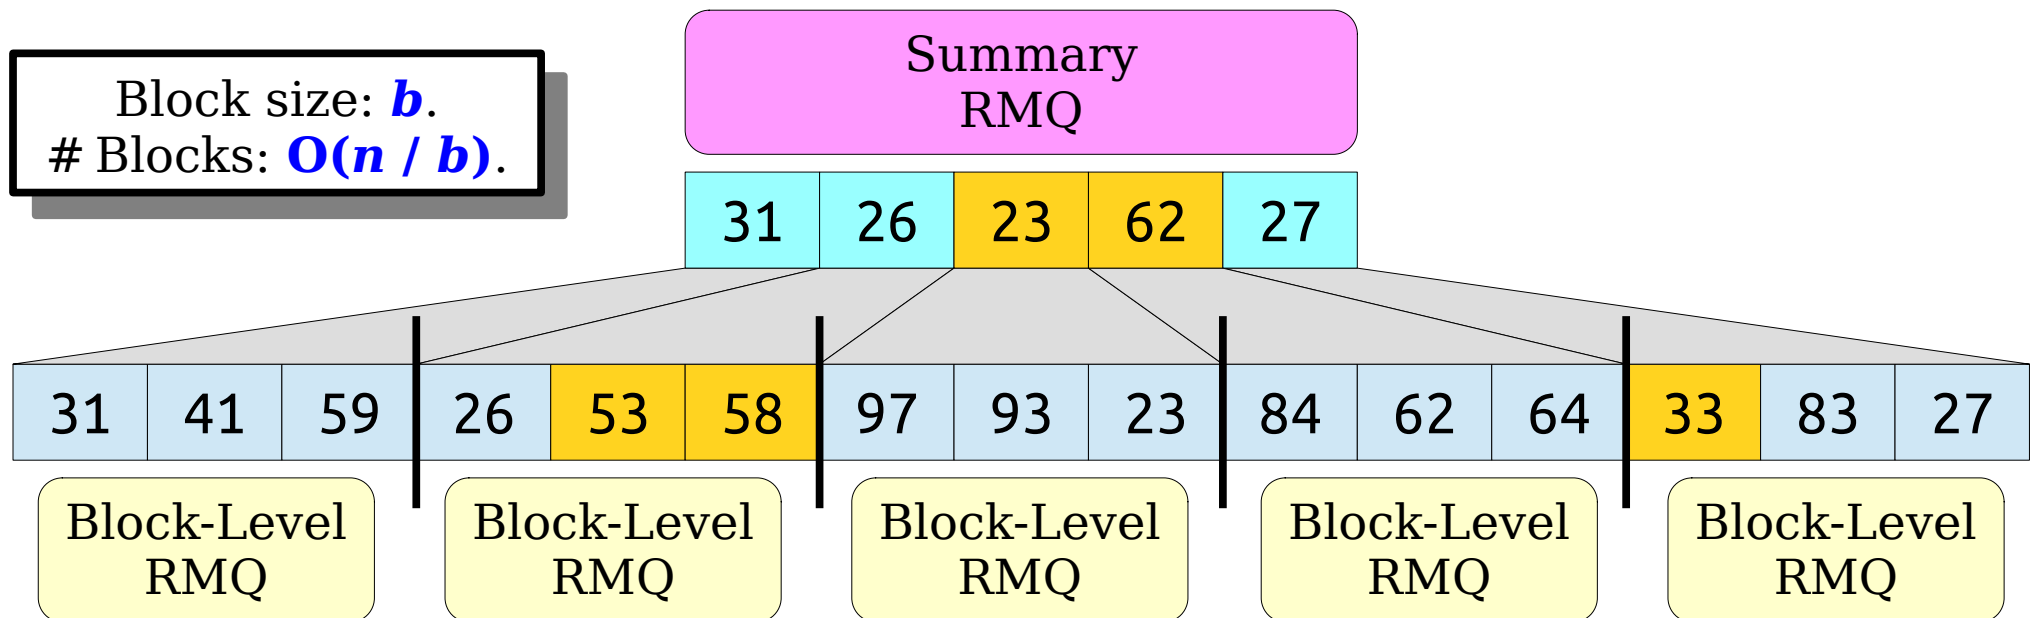 Block size: b.
# Blocks: O(n / b).
Summary
RMQ
31 26 23 62 27
31 41 59 26 53 58 97 93 23 84 62 64 33 83 27
Block-Level Block-Level Block-Level Block-Level Block-Level
RMQ RMQ RMQ RMQ RMQ